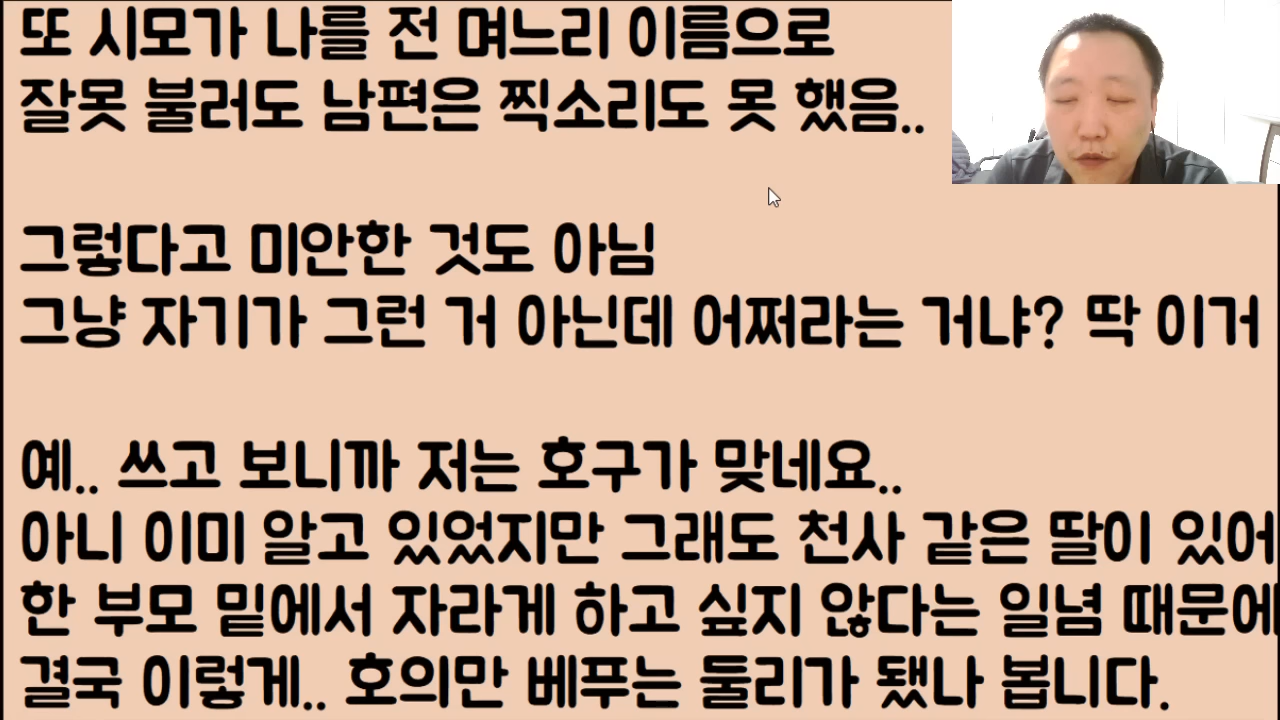 또 시모가 나를 전 며느리 이름으로
잘못 불러도 남편은 찍소리도 못 했음..
그렇다고 미안한 것도 아님
그냥 자기가 그런 거 아닌데 어쩌라는 거냐? 딱 이거
예.. 쓰고 보니까 저는 호구가 맞네요..
아니 이미 알고 있었지만 그래도 천사 같은 딸이 있어
한 부모 밑에서 자라게 하고 싶지 않다는 일념 때문에
결국 이렇게.. 호의만 베푸는 둘리가 됐나 봅니다.